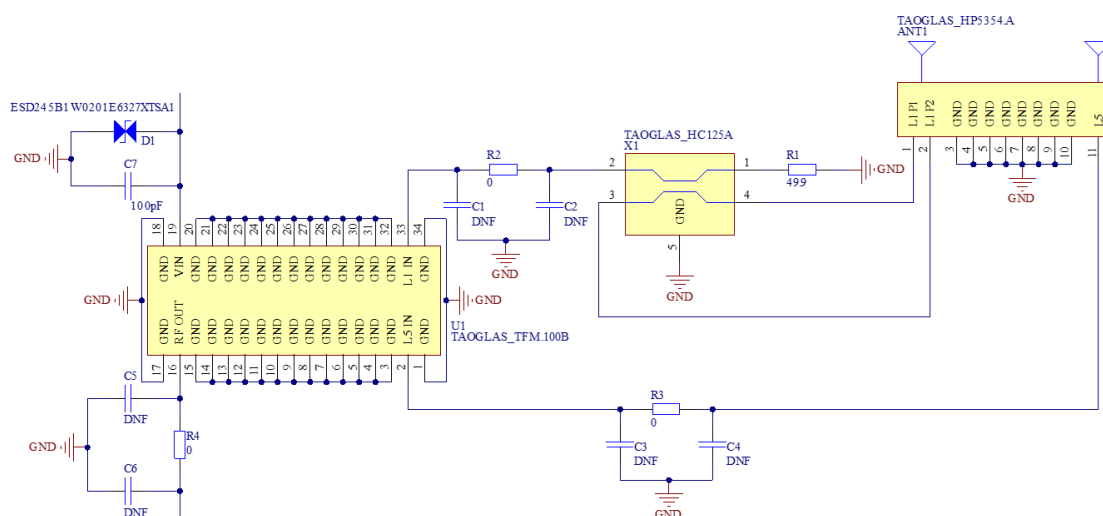 TAOGLAS_HP5354.A
ANT1
L1 P1
L1 P2
GND
GND
GND
GND
GND
GND
GND
GND
L5
1
2
3
4
5
6
7
8
9
10
11
GND
ESD245B1W0201E6327XTSA1
D1
GND
C7
100pF
TAOGLAS_HC125A
X1
2
1
3
4
GND
5
GND
R1
499
GND
R2
0
C1
DNF
C2
DNF
GND
18
19
20
21
22
23
24
25
26
27
28
29
30
31
32
33
34
GND
VIN
GND
GND
GND
GND
GND
GND
GND
GND
GND
GND
GND
GND
GND
L1 IN
GND
GND
GND
GND
RF OUT
GND
GND
GND
GND
GND
GND
GND
GND
GND
GND
GND
GND
GND
L5 IN
GND
17
16
15
14
13
12
11
10
9
8
7
6
5
4
3
2
1
U1
TAOGLAS_TFM.100B
C5
DNF
R4
0
GND
C6
DNF
R3
0
C3
DNF
C4
DNF
GND